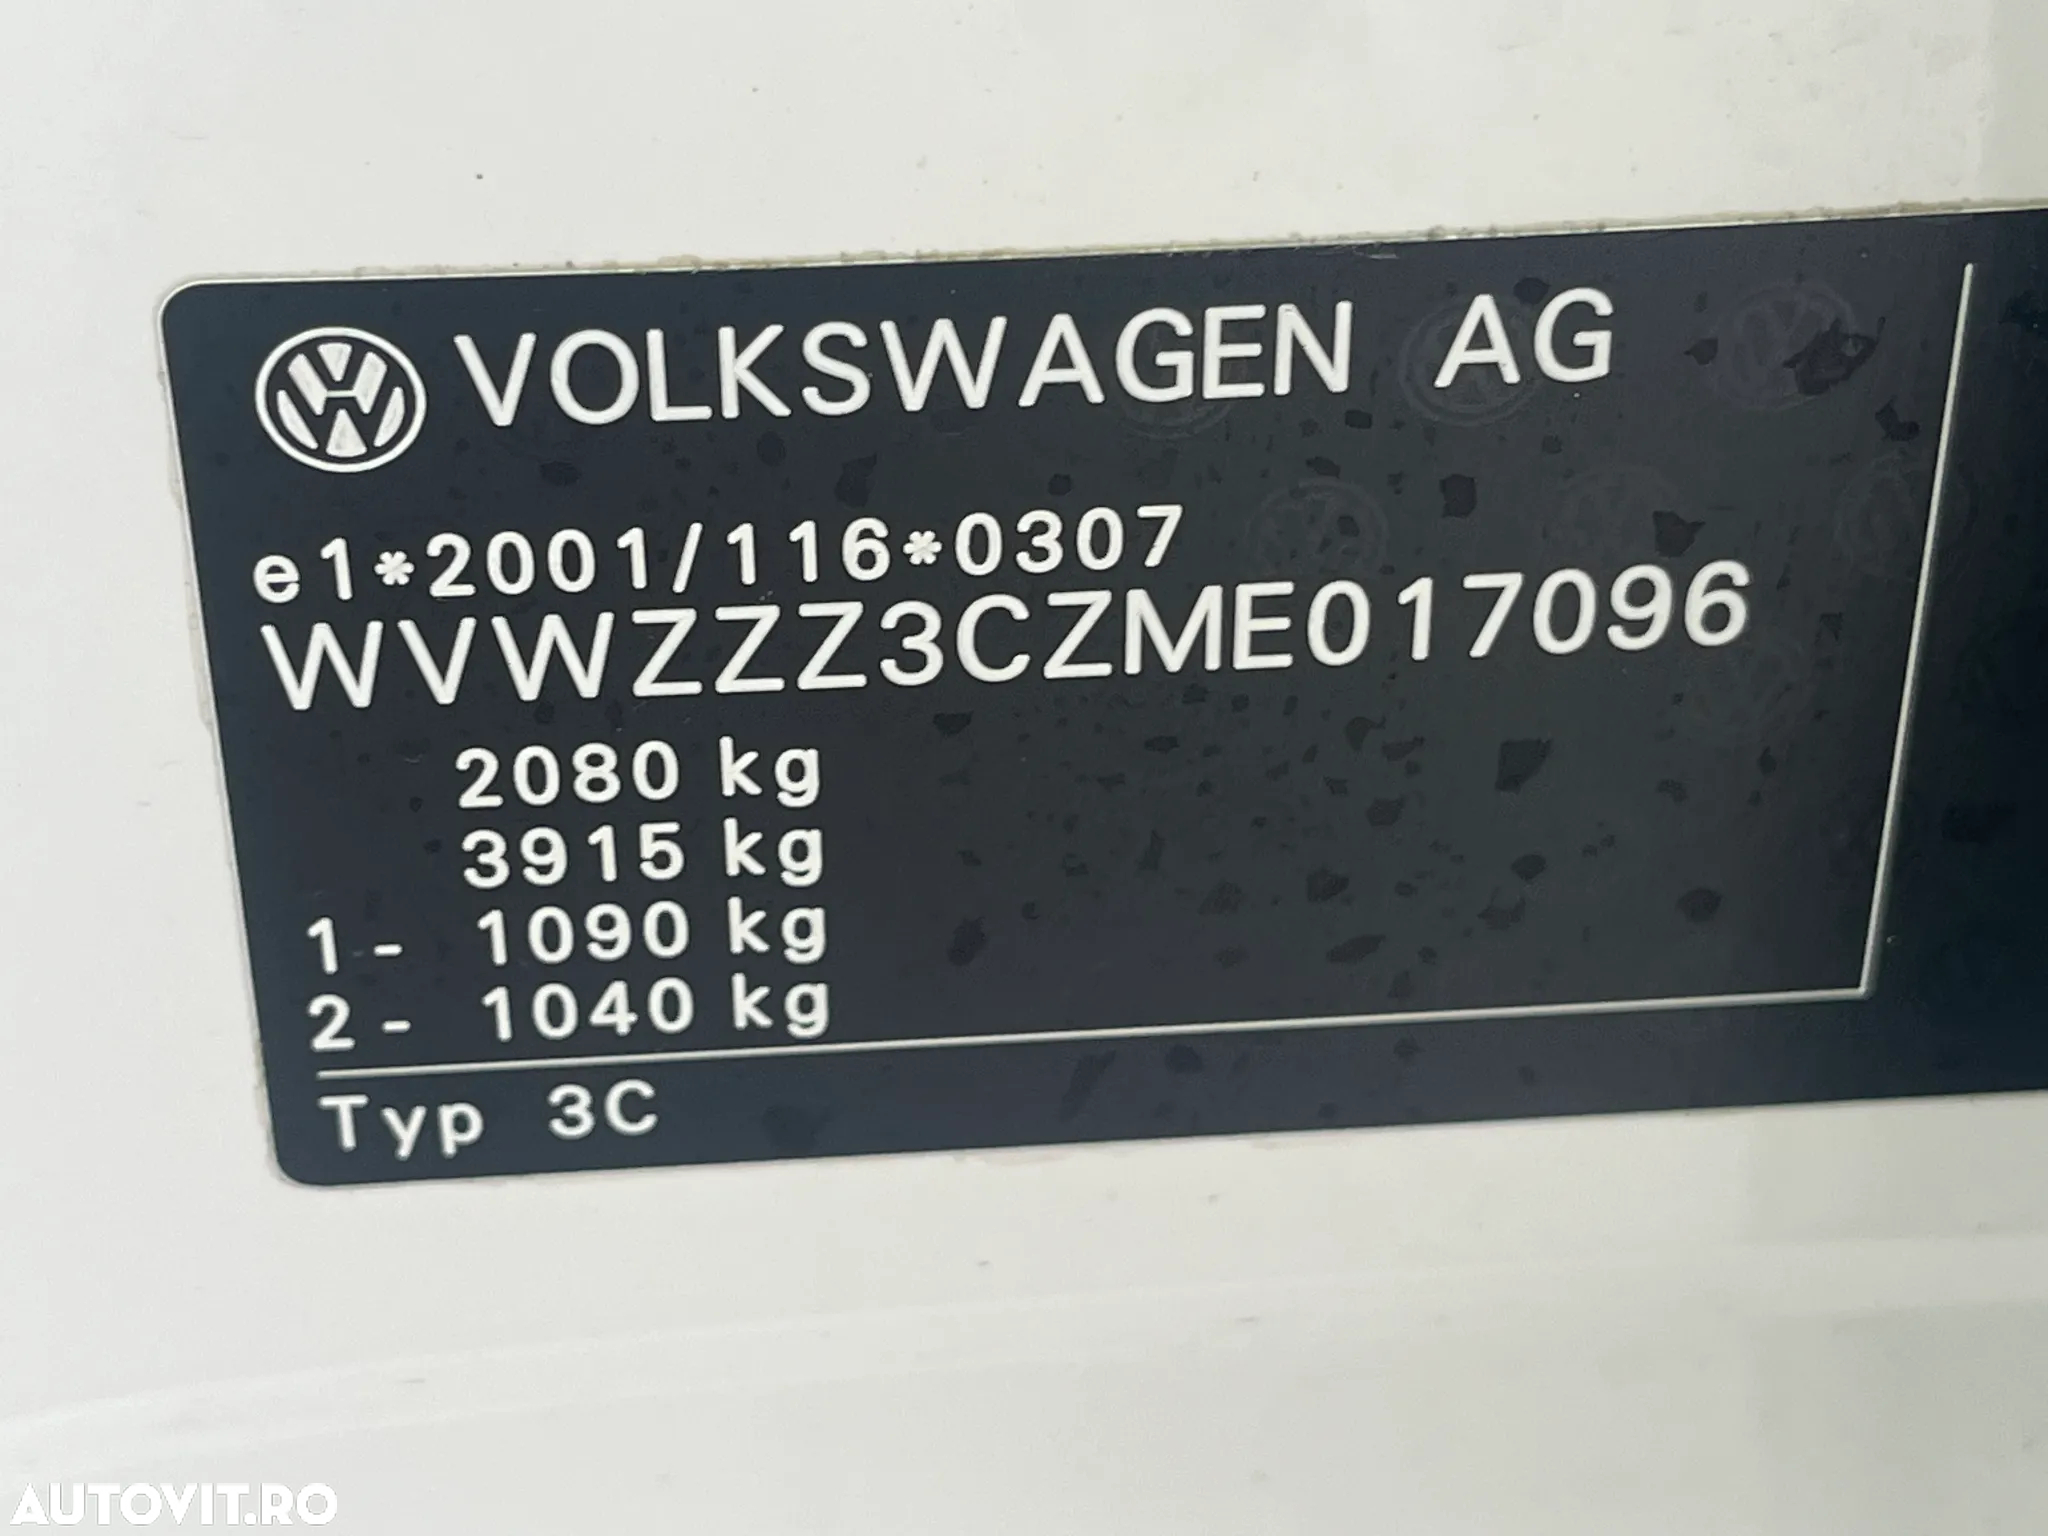 VOLKSWAGEN AG
e1*2001/116*0307
WVWZZZ3CZME017096
2080 kg
3915 kg
1- 1090 kg
2- 1040 kg
Typ 3C
AUTOVIT.RO